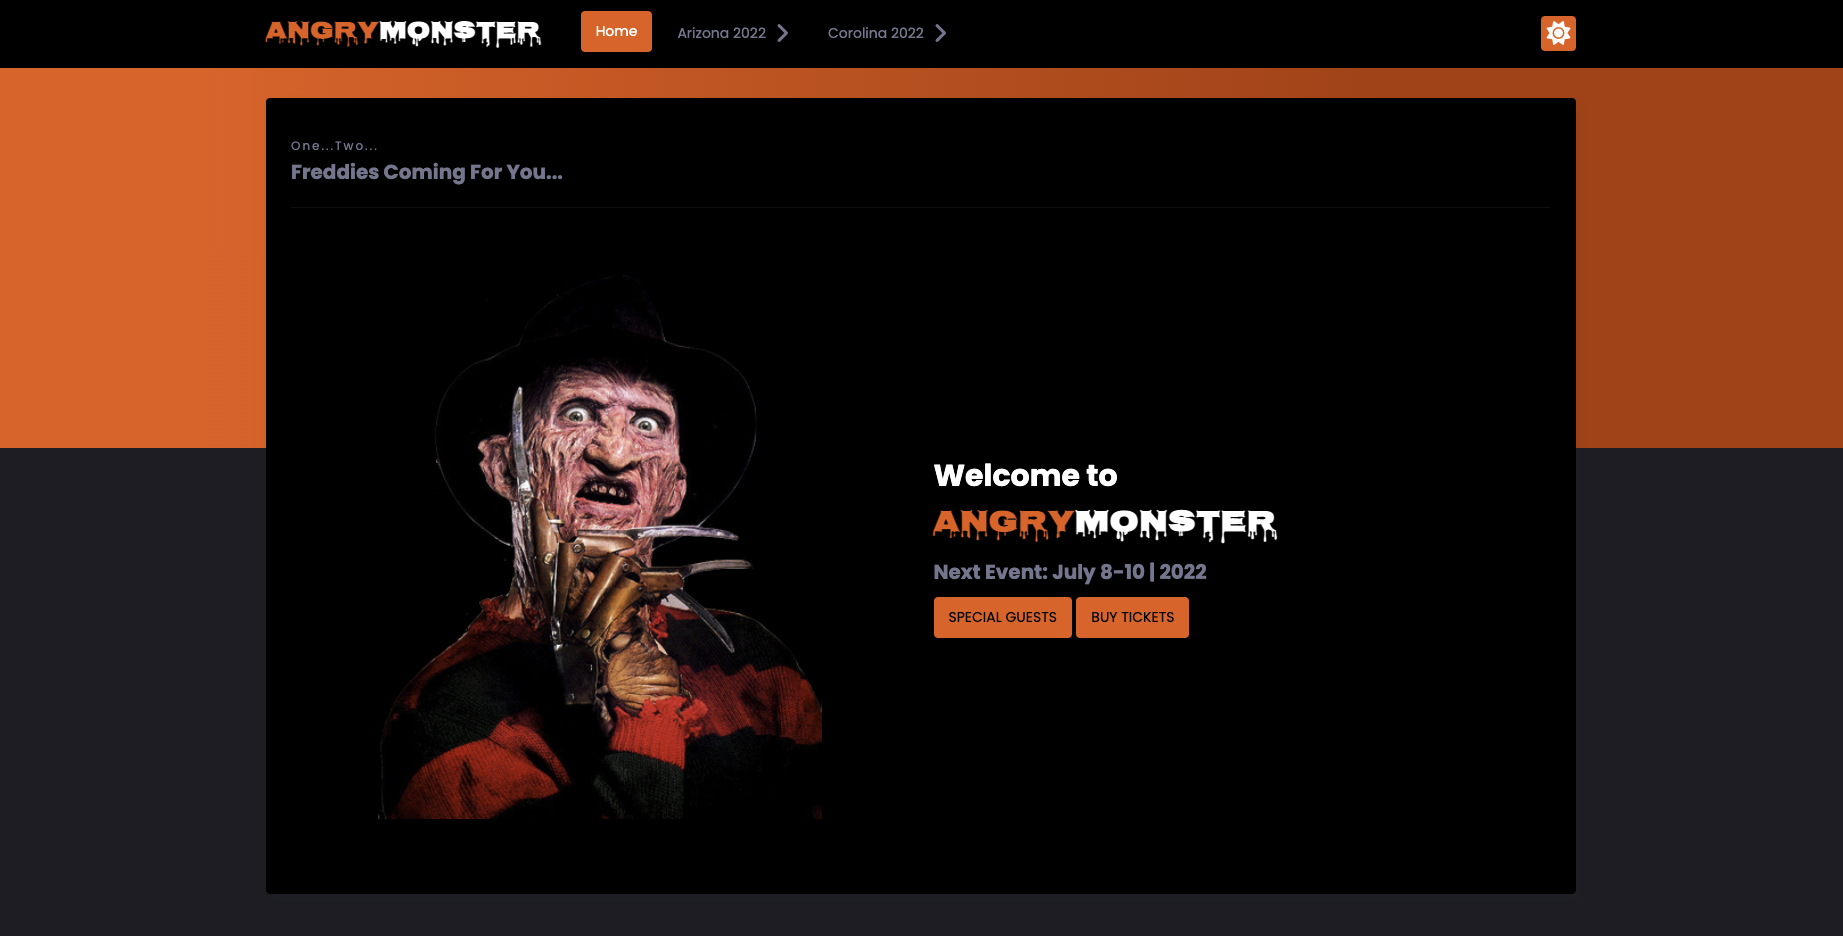 ANGRYMONSTER
Home
Arizona 2022
Corolina 2022
One...Two...
Freddies Coming For You...
Welcome to
ANGRYMONSTER
Next Event: July 8-10 | 2022
SPECIAL GUESTS
BUY TICKETS